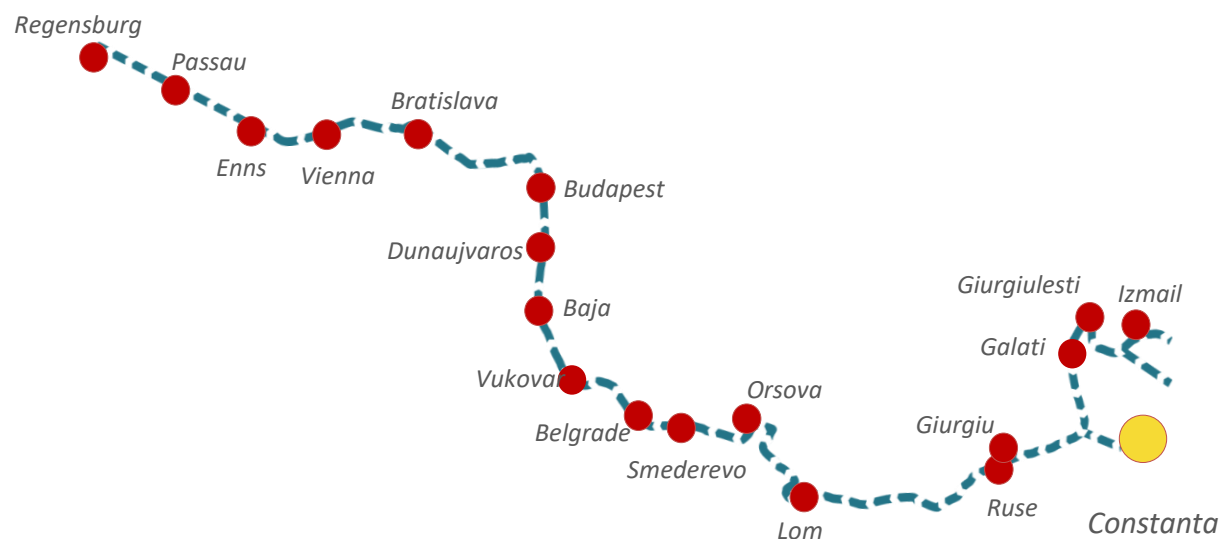 Regensburg
Passau
Bratislava
Enns
Vienna
Budapest
Dunaujvaros
Baja
Giurgiulesti
Izmail
Galati
Vukovar
Orsova
Belgrade
Giurgiu
Smederevo
Ruse
Lom
Constanta